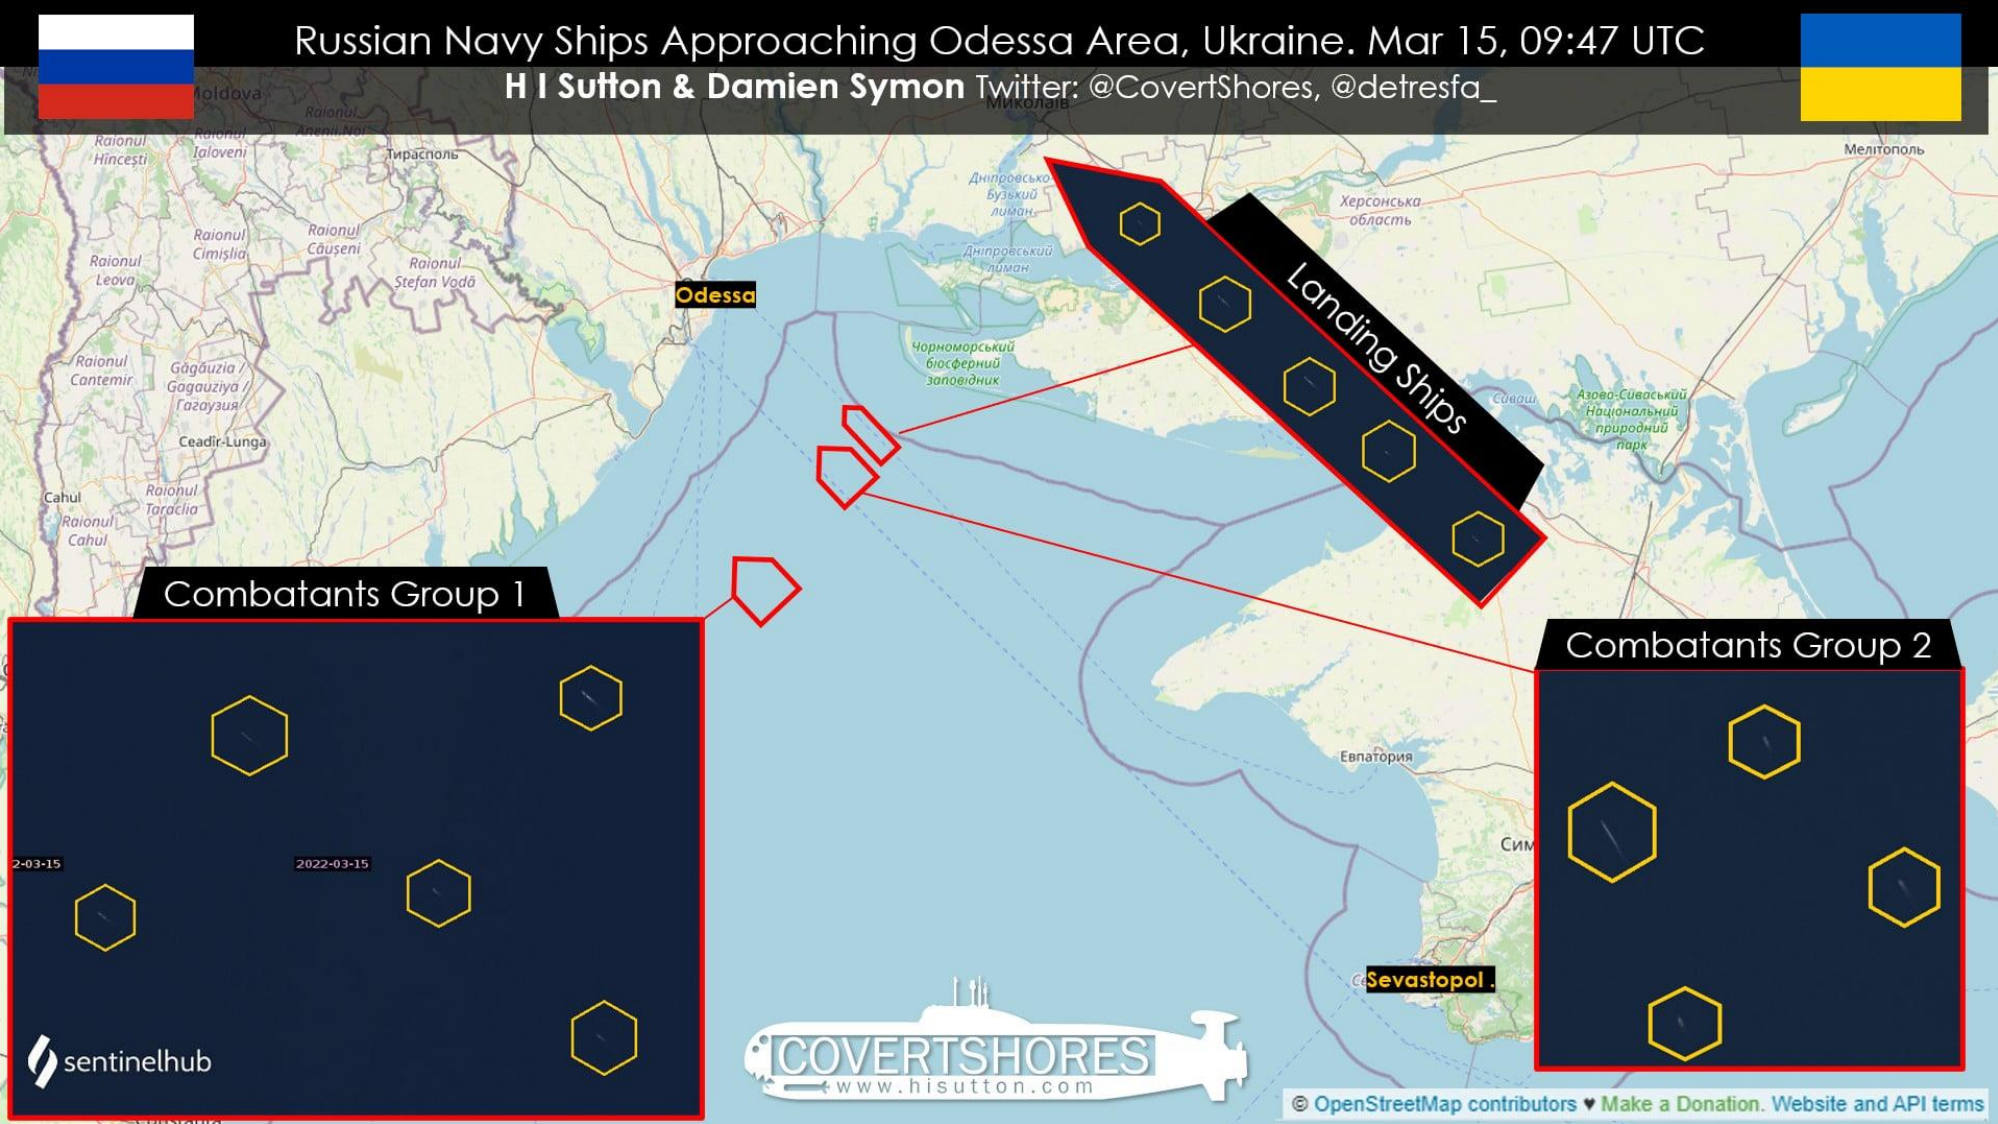 Russian Navy Ships Approaching Odessa Area, Ukraine. Mar 15, 09:47 UTC
H I Sutton & Damien Symon Twitter: @CovertShores, @detresfa_
Moldova
Raionul
Anenii Noi
Миколаїв
Raionul
Hîncești
Raionul
Ialoveni
Тирасполь
Мелітополь
Дніпровсько-
Бузький
лиман
Херсонська
область
Raionul
Leova
Raionul
Cimișlia
Raionul
Căușeni
Raionul
Ștefan Vodă
Дніпровський
лиман
Odessa
Landing Ships
Чорноморський
біосферний
заповідник
Raionul
Cantemir
Găgăuzia /
Gagauziya /
Гагаузия
Сиваш
Азово-Сиваський
Національний
природний
парк
Ceadîr-Lunga
Cahul
Raionul
Taraclia
Raionul
Cahul
Combatants Group 1
Combatants Group 2
Евпатория
Сим
2-03-15
2022-03-15
Sevastopol .
sentinelhub
COVERTSHORES
www.hisutton.com
© OpenStreetMap contributors ♥ Make a Donation. Website and API terms